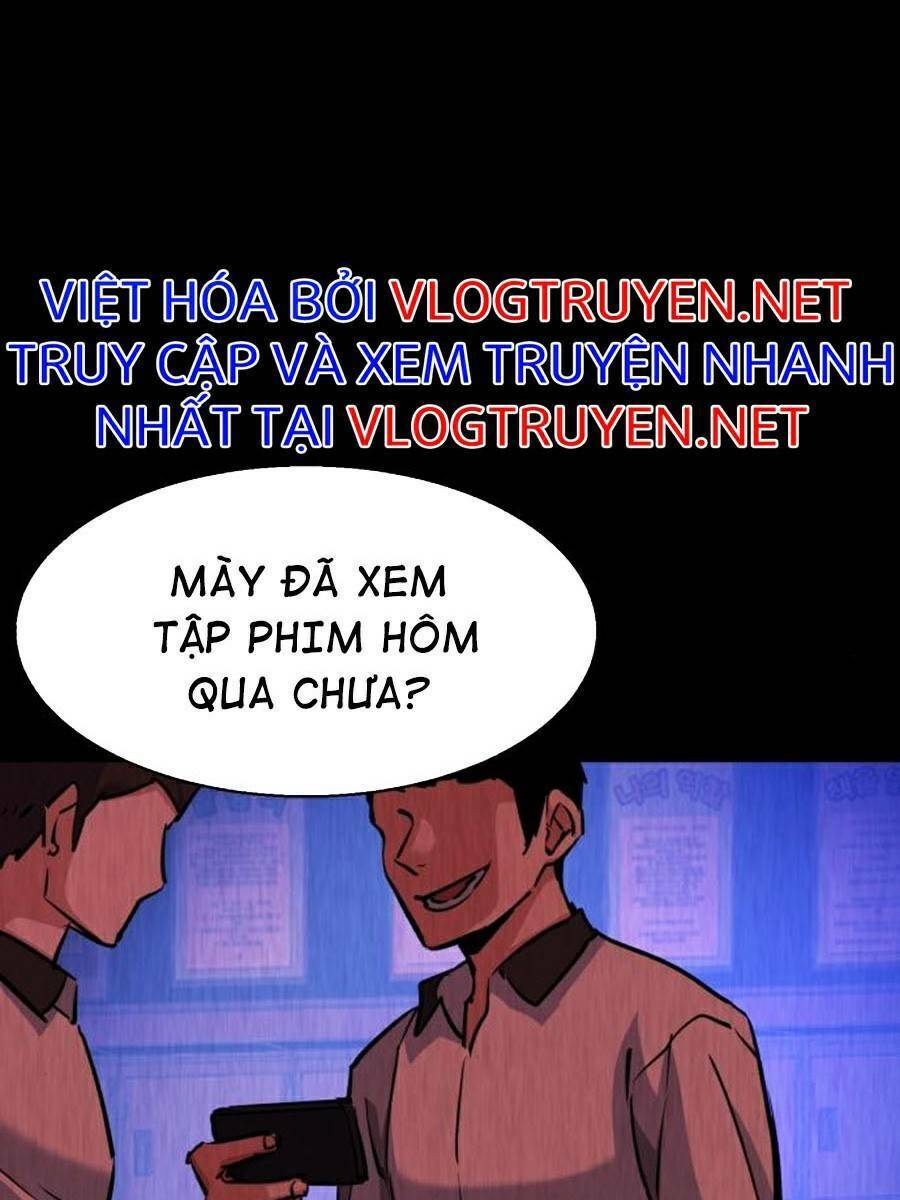 VIỆT HÓA BỞI VLOGTRUYEN.NET
TRUY CẬP VÀ XEM TRUYỆN NHANH
NHẤT TẠI VLOGTRUYEN.NET
MÀY ĐÃ XEM
TẬP PHIM HÔM
QUA CHƯA?